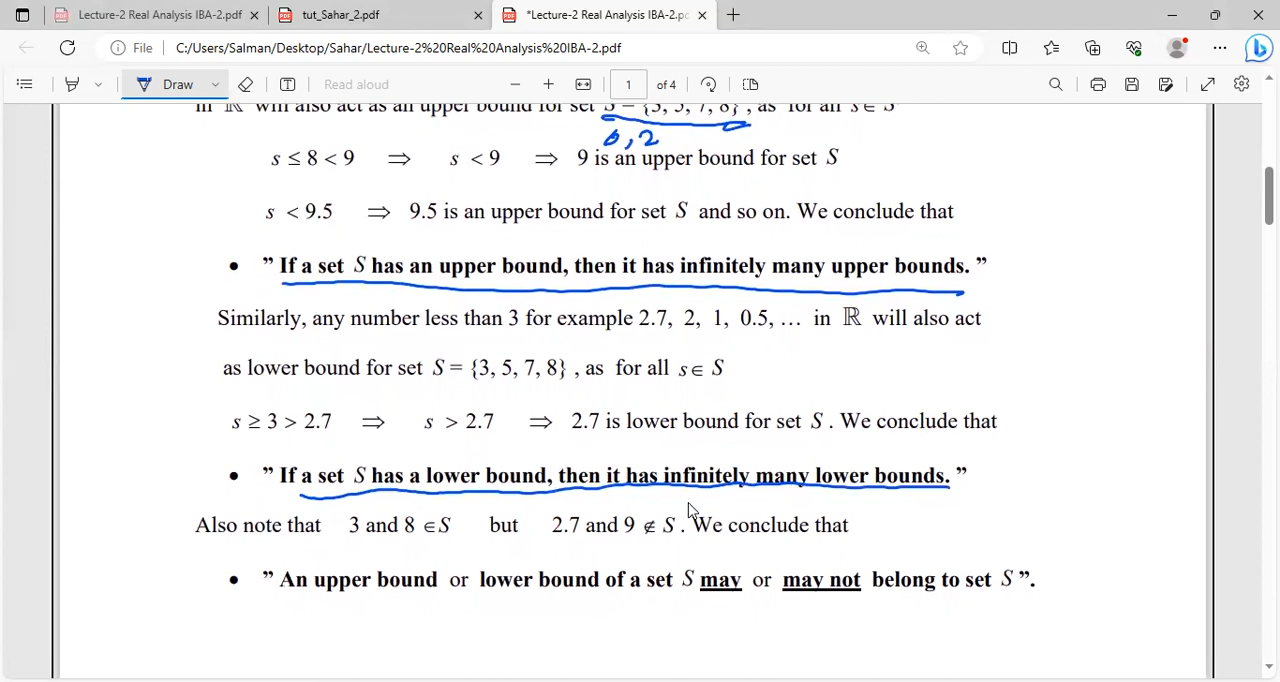 Lecture-2 Real Analysis IBA-2.pdf
tut_Sahar_2.pdf
*Lecture-2 Real Analysis IBA-2.pc
File
C:/Users/Salman/Desktop/Sahar/Lecture-2%20Real%20Analysis%20IBA-2.pdf
Draw
Read aloud
1
of 4
in ℝ will also act as an upper bound for set S = {3, 5, 7, 8} , as for all s∈ S
6, 2
s ≤ 8 < 9 ⟹ s < 9 ⟹ 9 is an upper bound for set S
s < 9.5 ⟹ 9.5 is an upper bound for set S and so on. We conclude that
• ” If a set S has an upper bound, then it has infinitely many upper bounds. ”
Similarly, any number less than 3 for example 2.7, 2, 1, 0.5, … in ℝ will also act
as lower bound for set S = {3, 5, 7, 8} , as for all s∈ S
s ≥ 3 > 2.7 ⟹ s > 2.7 ⟹ 2.7 is lower bound for set S . We conclude that
• ” If a set S has a lower bound, then it has infinitely many lower bounds. ”
Also note that 3 and 8 ∈ S but 2.7 and 9 ∉ S . We conclude that
• ” An upper bound or lower bound of a set S may or may not belong to set S ”.